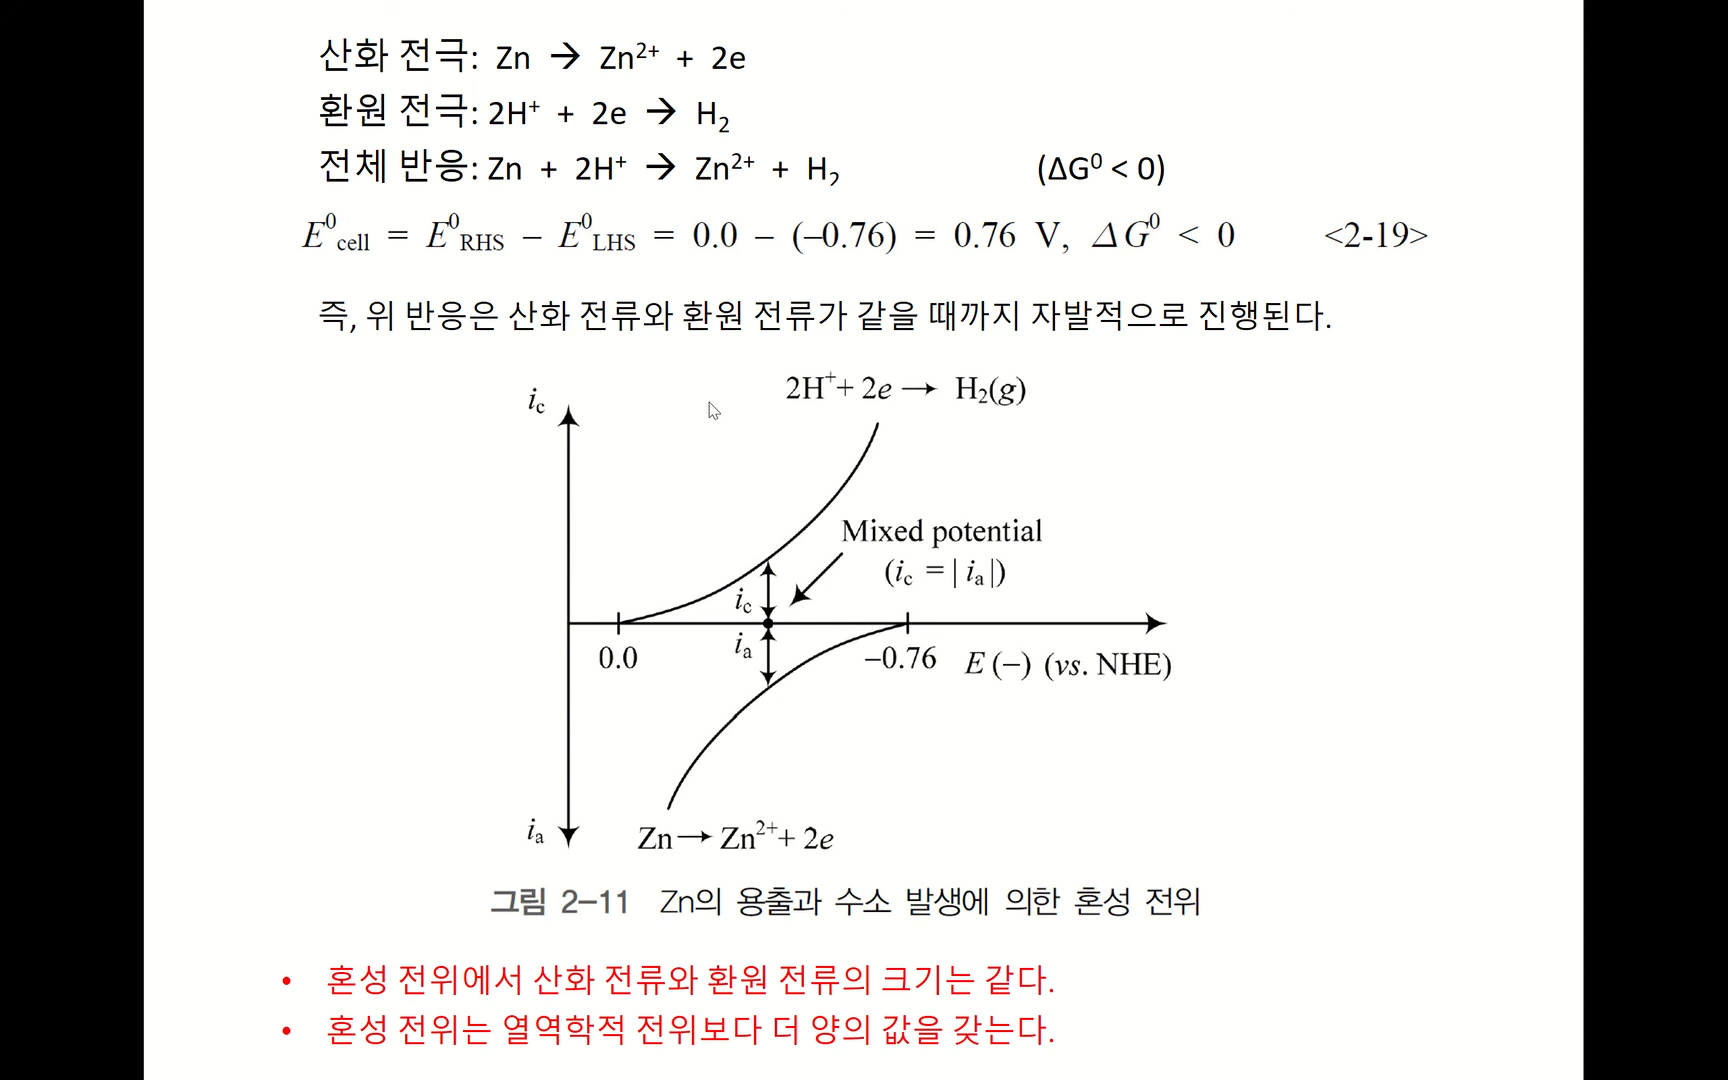 산화 전극: Zn → Zn²⁺ + 2e
환원 전극: 2H⁺ + 2e → H₂
전체 반응: Zn + 2H⁺ → Zn²⁺ + H₂ (ΔG⁰ < 0)
E⁰cell = E⁰RHS – E⁰LHS = 0.0 – (–0.76) = 0.76 V, ΔG⁰ < 0 <2-19>
즉, 위 반응은 산화 전류와 환원 전류가 같을 때까지 자발적으로 진행된다.
2H⁺+ 2e → H₂(g)
ic
Mixed potential
(ic = | ia |)
ic
ia
0.0
–0.76
E (–) (vs. NHE)
ia
Zn → Zn²⁺+ 2e
그림 2–11 Zn의 용출과 수소 발생에 의한 혼성 전위
• 혼성 전위에서 산화 전류와 환원 전류의 크기는 같다.
• 혼성 전위는 열역학적 전위보다 더 양의 값을 갖는다.